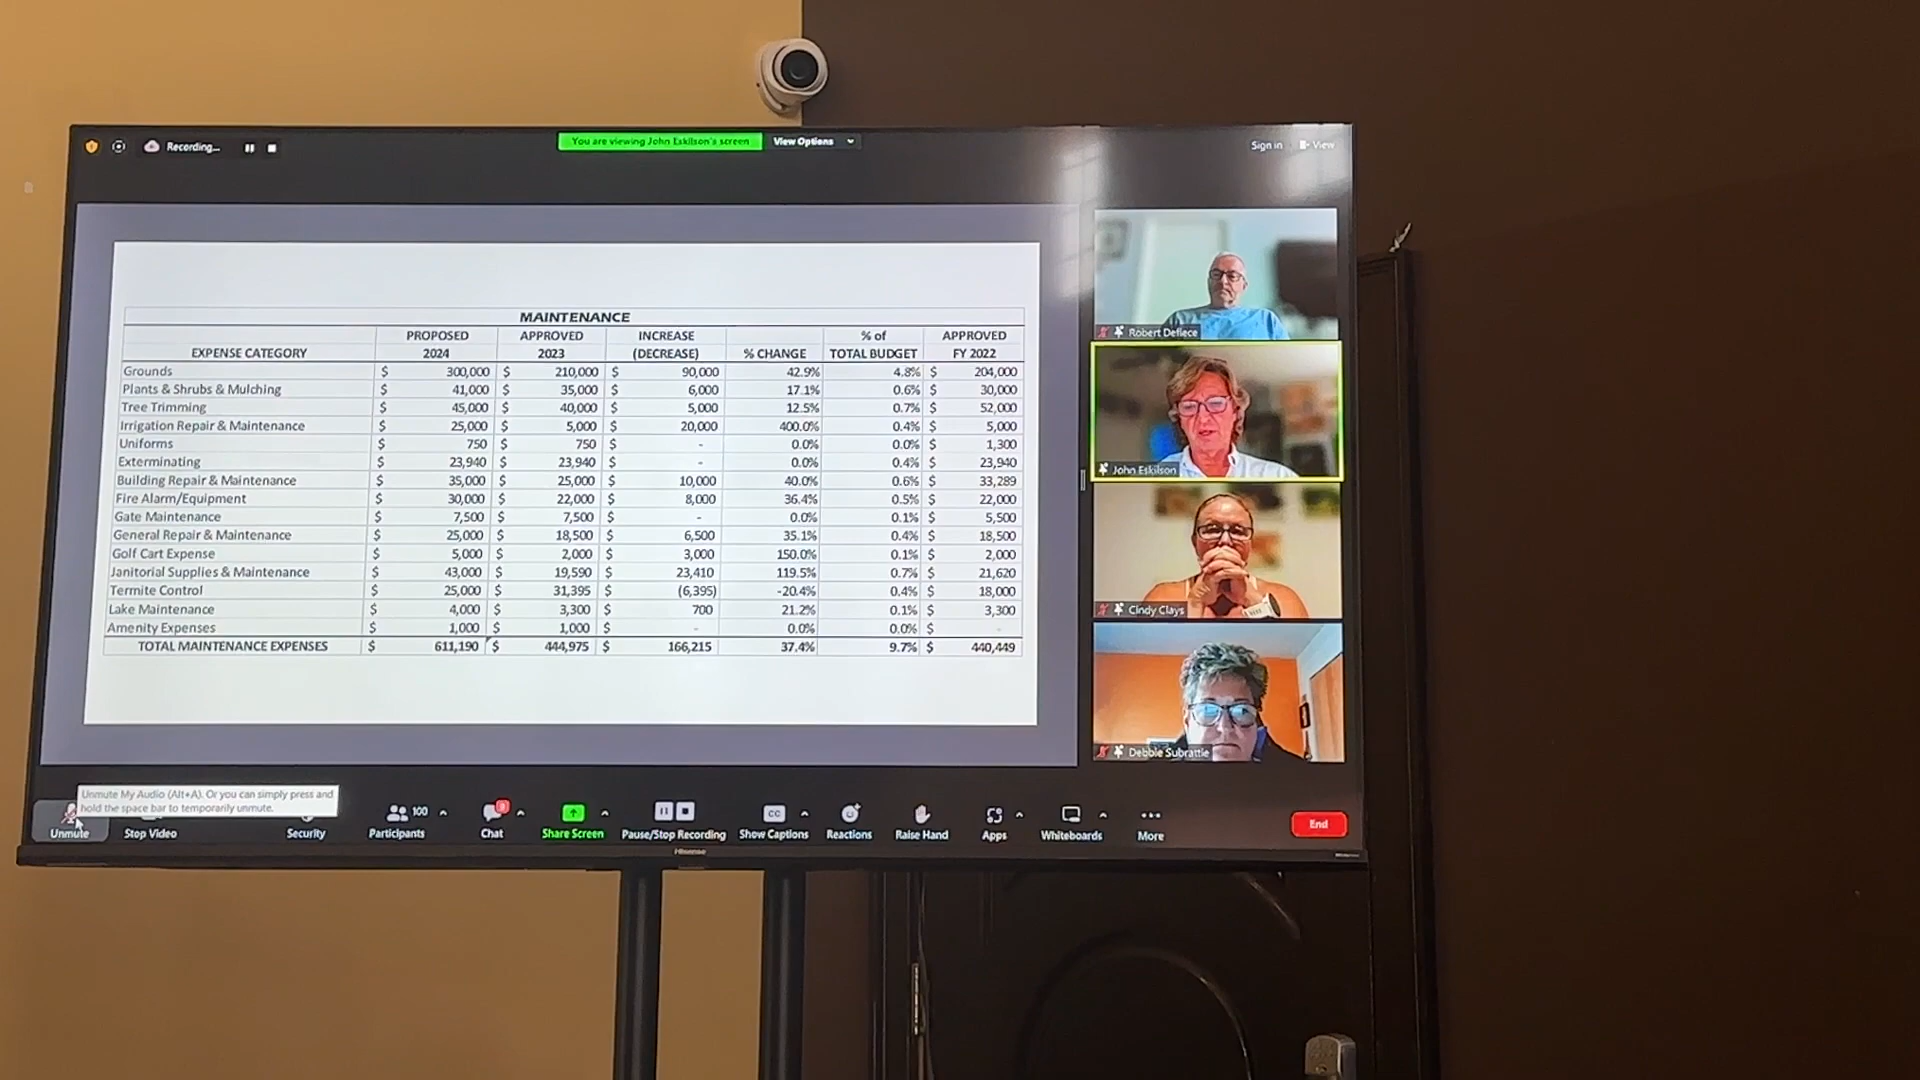 Recording...
You are viewing John Eskilson's screen
View Options
Sign in
View
MAINTENANCE
EXPENSE CATEGORY PROPOSED 2024 APPROVED 2023 INCREASE (DECREASE) % CHANGE % of TOTAL BUDGET APPROVED FY 2022
Grounds $ 300,000 $ 210,000 $ 90,000 42.9% 4.8% $ 204,000
Plants & Shrubs & Mulching $ 41,000 $ 35,000 $ 6,000 17.1% 0.6% $ 30,000
Tree Trimming $ 45,000 $ 40,000 $ 5,000 12.5% 0.7% $ 52,000
Irrigation Repair & Maintenance $ 25,000 $ 5,000 $ 20,000 400.0% 0.4% $ 5,000
Uniforms $ 750 $ 750 $ - 0.0% 0.0% $ 1,300
Exterminating $ 23,940 $ 23,940 $ - 0.0% 0.4% $ 23,940
Building Repair & Maintenance $ 35,000 $ 25,000 $ 10,000 40.0% 0.6% $ 33,289
Fire Alarm/Equipment $ 30,000 $ 22,000 $ 8,000 36.4% 0.5% $ 22,000
Gate Maintenance $ 7,500 $ 7,500 $ - 0.0% 0.1% $ 5,500
General Repair & Maintenance $ 25,000 $ 18,500 $ 6,500 35.1% 0.4% $ 18,500
Golf Cart Expense $ 5,000 $ 2,000 $ 3,000 150.0% 0.1% $ 2,000
Janitorial Supplies & Maintenance $ 43,000 $ 19,590 $ 23,410 119.5% 0.7% $ 21,620
Termite Control $ 25,000 $ 31,395 $ (6,395) -20.4% 0.4% $ 18,000
Lake Maintenance $ 4,000 $ 3,300 $ 700 21.2% 0.1% $ 3,300
Amenity Expenses $ 1,000 $ 1,000 $ - 0.0% 0.0% $ -
TOTAL MAINTENANCE EXPENSES $ 611,190 $ 444,975 $ 166,215 37.4% 9.7% $ 440,449
Robert Defiece
John Eskilson
Cindy Clays
Debbie Subrattie
Unmute My Audio (Alt+A). Or you can simply press and
hold the space bar to temporarily unmute.
100
CC
Unmute
Stop Video
Security
Participants
Chat
Share Screen
Pause/Stop Recording
Show Captions
Reactions
Raise Hand
Apps
Whiteboards
More
End
Hisense